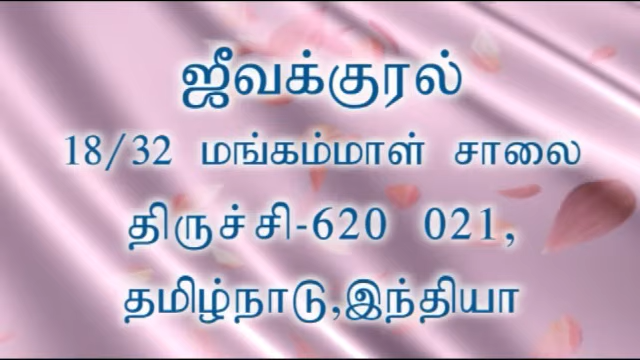 ஜீவக்குரல்
18/32 மங்கம்மாள் சாலை
திருச்சி-620 021,
தமிழ்நாடு,இந்தியா